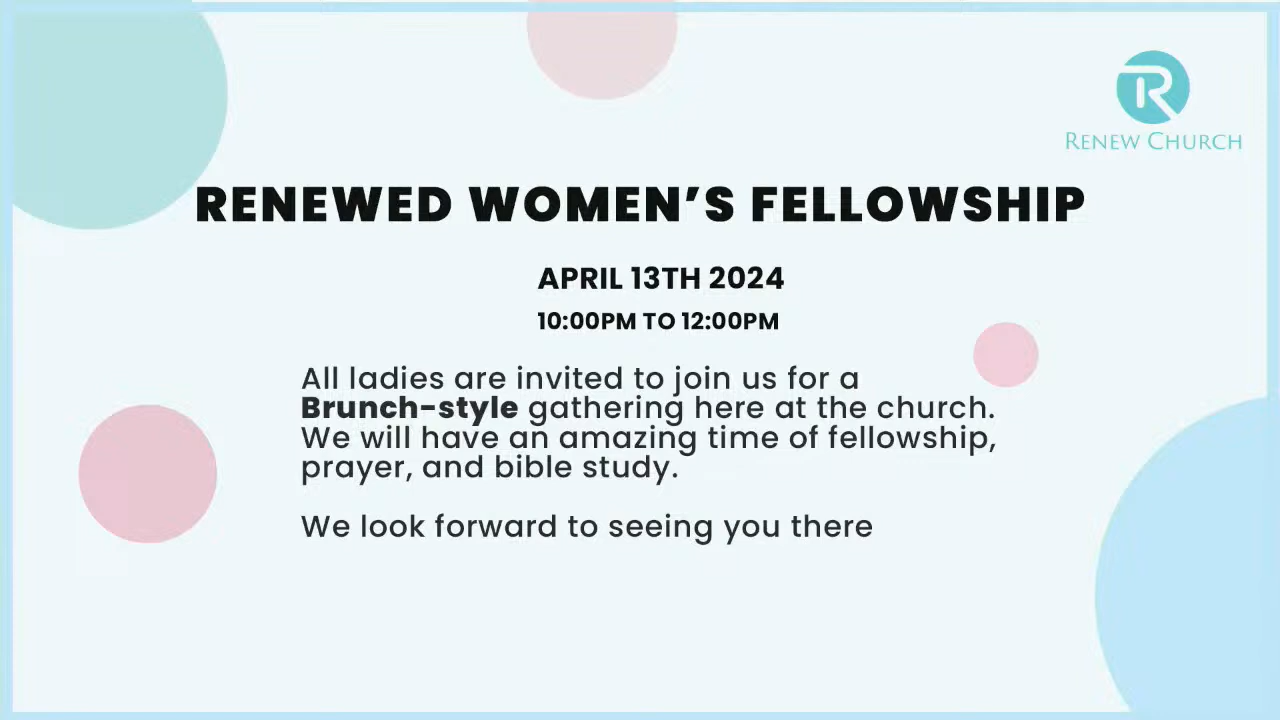 RENEW CHURCH
RENEWED WOMEN’S FELLOWSHIP
APRIL 13TH 2024
10:00PM TO 12:00PM
All ladies are invited to join us for a
Brunch-style gathering here at the church.
We will have an amazing time of fellowship,
prayer, and bible study.
We look forward to seeing you there